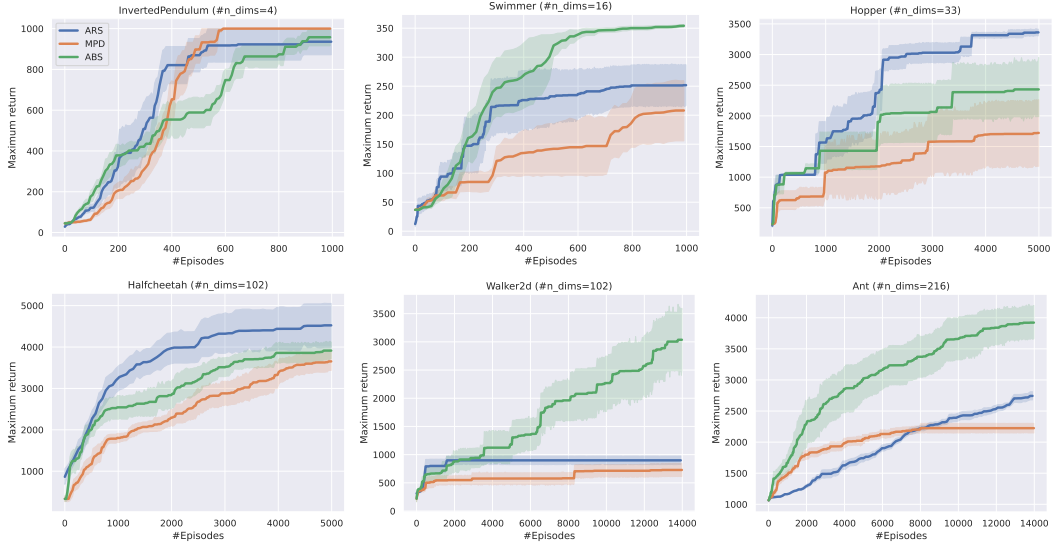 InvertedPendulum (#n_dims=4)
ARS
MPD
ABS
Maximum return
0
200
400
600
800
1000
0 200 400 600 800 1000
#Episodes
Swimmer (#n_dims=16)
Maximum return
0
50
100
150
200
250
300
350
0 200 400 600 800 1000
#Episodes
Hopper (#n_dims=33)
Maximum return
500
1000
1500
2000
2500
3000
3500
0 1000 2000 3000 4000 5000
#Episodes
Halfcheetah (#n_dims=102)
Maximum return
1000
2000
3000
4000
5000
0 1000 2000 3000 4000 5000
#Episodes
Walker2d (#n_dims=102)
Maximum return
0
500
1000
1500
2000
2500
3000
3500
0 2000 4000 6000 8000 10000 12000 14000
#Episodes
Ant (#n_dims=216)
Maximum return
1000
1500
2000
2500
3000
3500
4000
0 2000 4000 6000 8000 10000 12000 14000
#Episodes